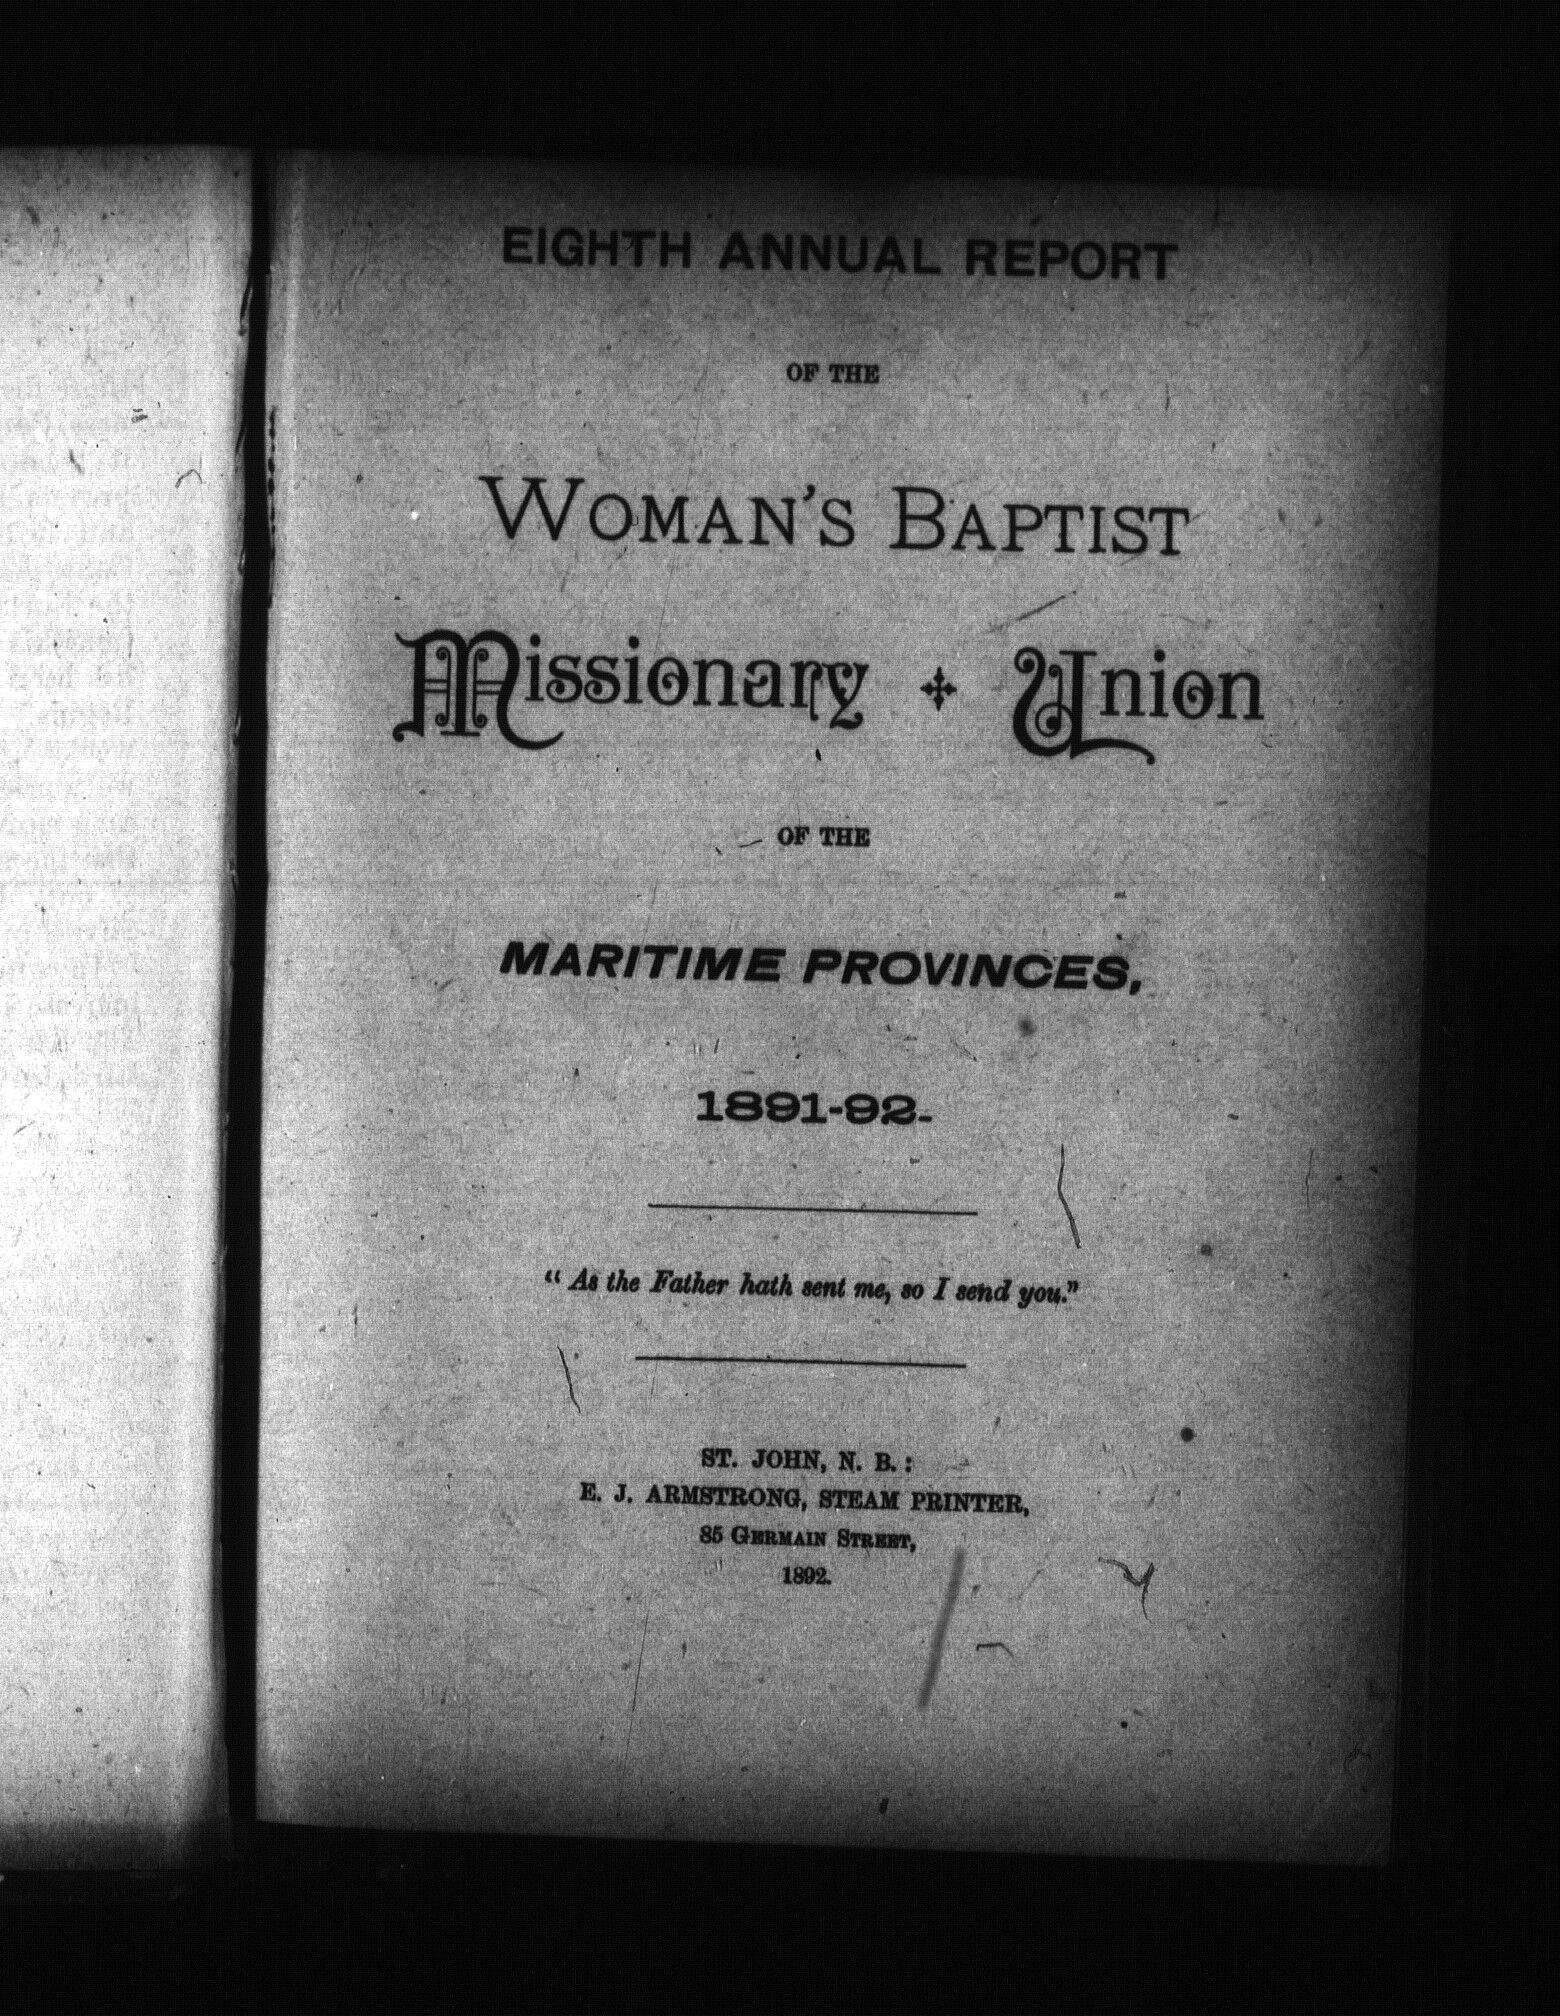 EIGHTH ANNUAL REPORT
OF THE
WOMAN'S BAPTIST
Missionary Union
OF THE
MARITIME PROVINCES,
1891-92.
"As the Father hath sent me, so I send you."
ST. JOHN, N. B.:
E. J. ARMSTRONG, STEAM PRINTER,
85 GERMAIN STREET,
1892.